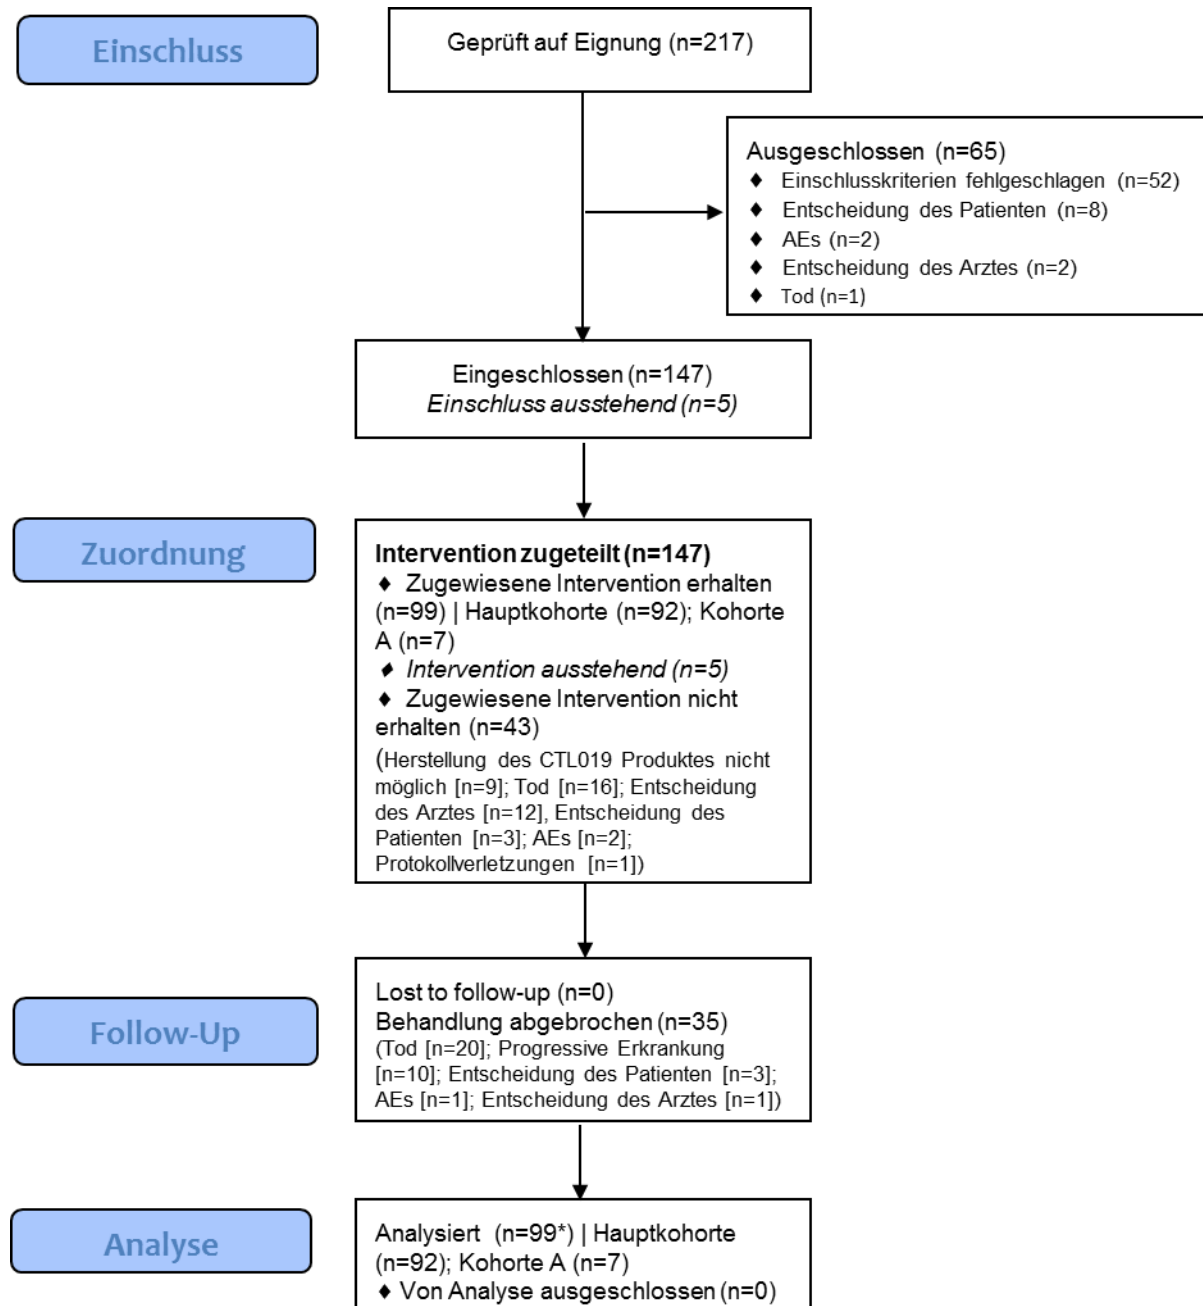 Einschluss
Geprüft auf Eignung (n=217)
Ausgeschlossen (n=65)
♦ Einschlusskriterien fehlgeschlagen (n=52)
♦ Entscheidung des Patienten (n=8)
♦ AEs (n=2)
♦ Entscheidung des Arztes (n=2)
♦ Tod (n=1)
Eingeschlossen (n=147)
Einschluss ausstehend (n=5)
Zuordnung
Intervention zugeteilt (n=147)
♦ Zugewiesene Intervention erhalten
(n=99) | Hauptkohorte (n=92); Kohorte
A (n=7)
♦ Intervention ausstehend (n=5)
♦ Zugewiesene Intervention nicht
erhalten (n=43)
(Herstellung des CTL019 Produktes nicht
möglich [n=9]; Tod [n=16]; Entscheidung
des Arztes [n=12], Entscheidung des
Patienten [n=3]; AEs [n=2];
Protokollverletzungen [n=1])
Follow-Up
Lost to follow-up (n=0)
Behandlung abgebrochen (n=35)
(Tod [n=20]; Progressive Erkrankung
[n=10]; Entscheidung des Patienten [n=3];
AEs [n=1]; Entscheidung des Arztes [n=1])
Analyse
Analysiert (n=99*) | Hauptkohorte
(n=92); Kohorte A (n=7)
♦ Von Analyse ausgeschlossen (n=0)